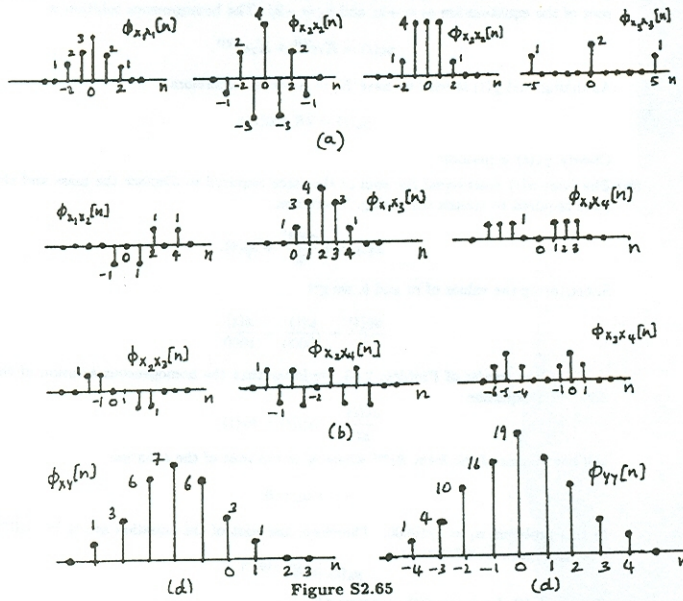 ϕx₁x₁[n] ϕx₂x₂[n] ϕx₂x₂[n] ϕx₃x₃[n]
1 2 3 2 1 -2 0 2 n
-1 2 -3 4 -3 2 -1 -2 0 2 n
4 1 1 -2 0 2 n
1 2 1 -5 0 5 n
(a)
ϕx₁x₂[n] ϕx₁x₃[n] ϕx₁x₄[n]
-1 0 1 1 1 2 4 n
1 3 4 3 1 0 1 2 3 4 n
1 0 1 2 3 n
ϕx₂x₃[n] ϕx₂x₄[n] ϕx₃x₄[n]
1 -1 0 1 n
1 -1 -2 n
-6 -5 -4 -1 0 1 n
(b)
ϕxy[n] ϕyy[n]
1 3 6 7 6 3 1 0 1 2 3 n
1 4 10 16 19 -4 -3 -2 -1 0 1 2 3 4 n
(d) Figure S2.65 (d)